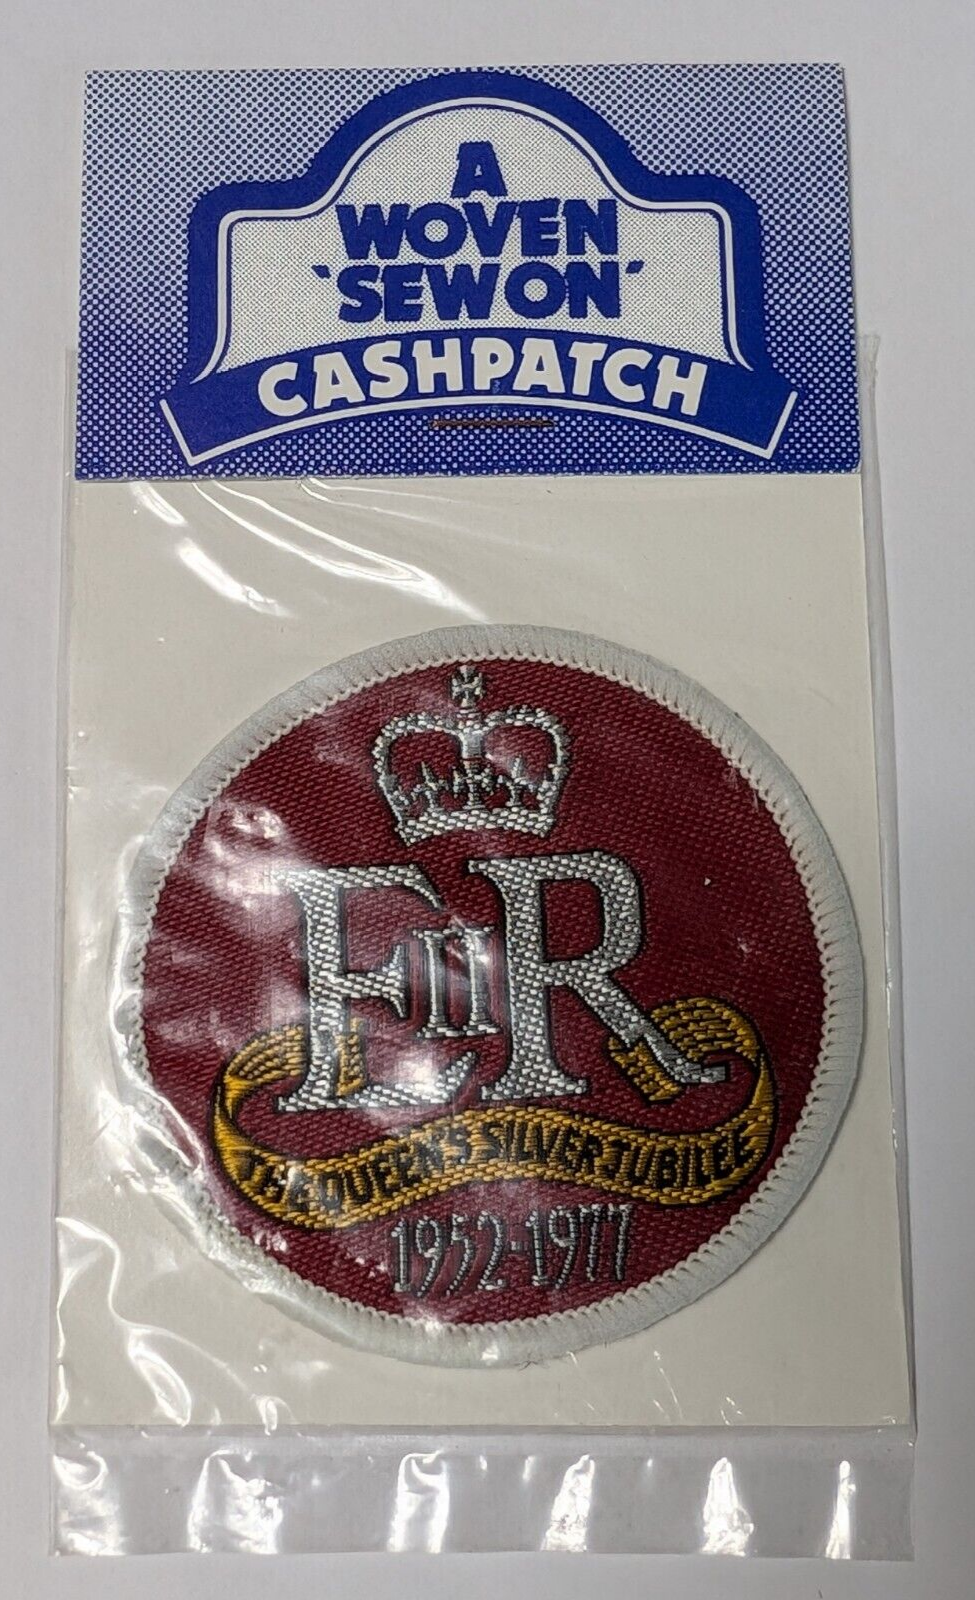 A
WOVEN
'SEW ON'
CASHPATCH
EIIR
THE QUEEN'S SILVER JUBILEE
1952-1977